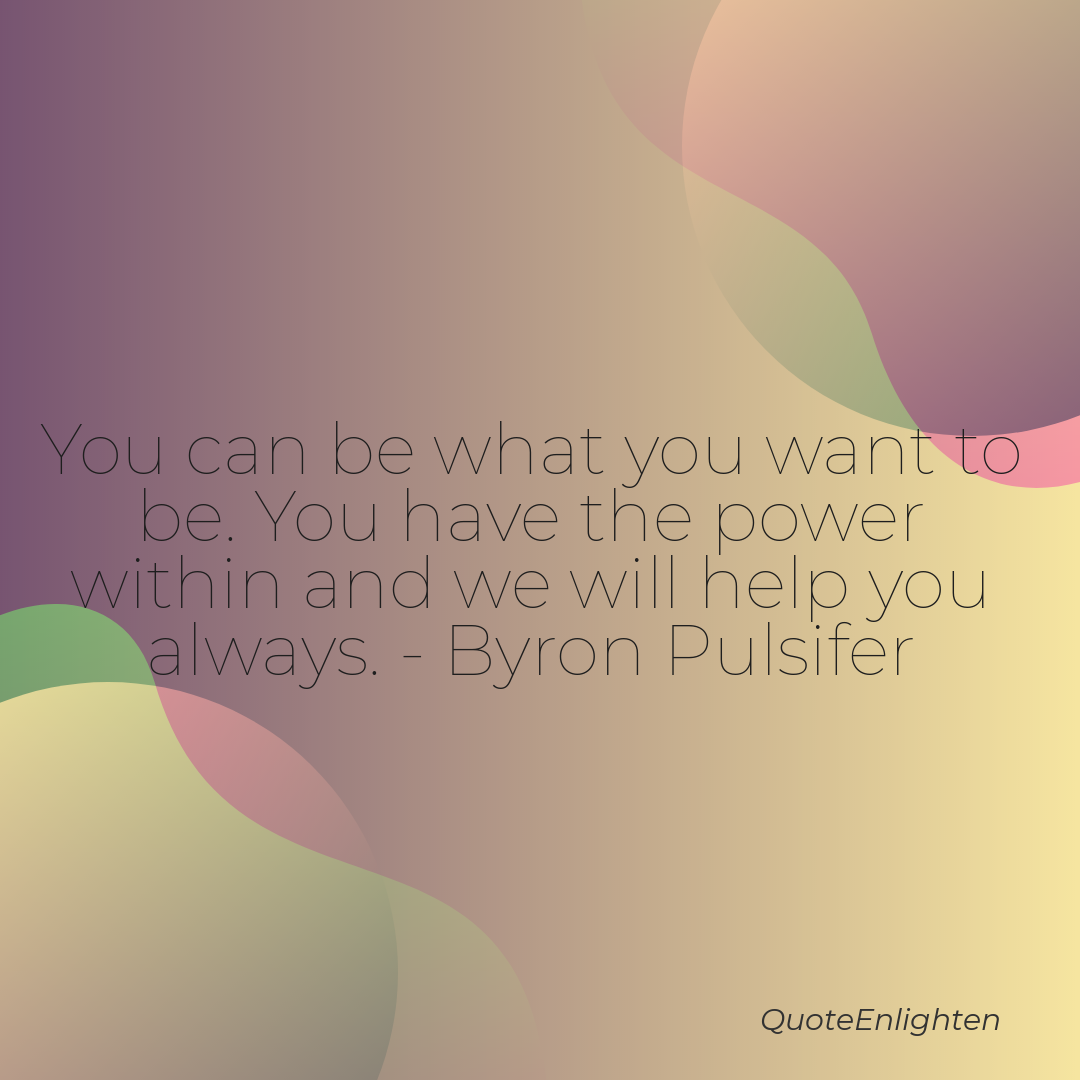 You can be what you want to
be. You have the power
within and we will help you
always. - Byron Pulsifer
QuoteEnlighten